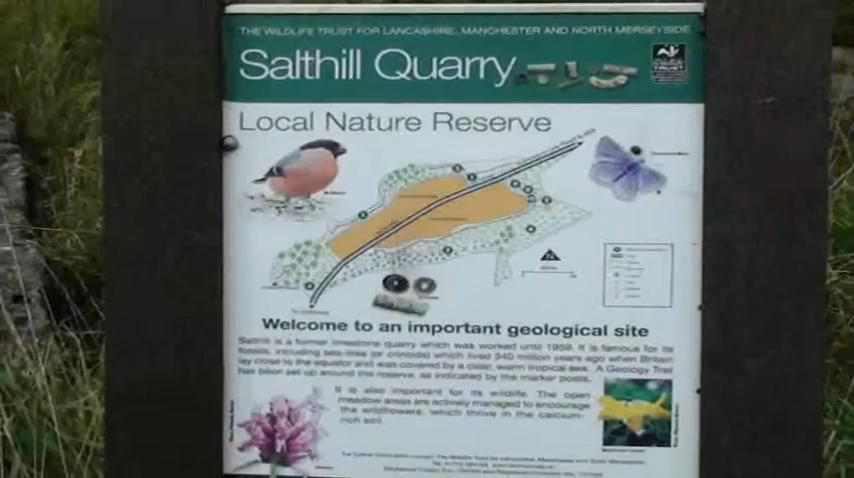 THE WILDLIFE TRUST FOR LANCASHIRE, MANCHESTER AND NORTH MERSEYSIDE
Salthill Quarry
Local Nature Reserve
Welcome to an important geological site
Salthill is a former limestone quarry which was worked until 1959. It is famous for its
fossils, including sea-lilies (or crinoids) which lived 340 million years ago when Britain
lay close to the equator and was covered by a clear, warm tropical sea. A Geology Trail
has been set up around the reserve, as indicated by the marker posts.
It is also important for its wildlife. The open
meadow areas are actively managed to encourage
the wildflowers, which thrive in the calcium-
rich soil.